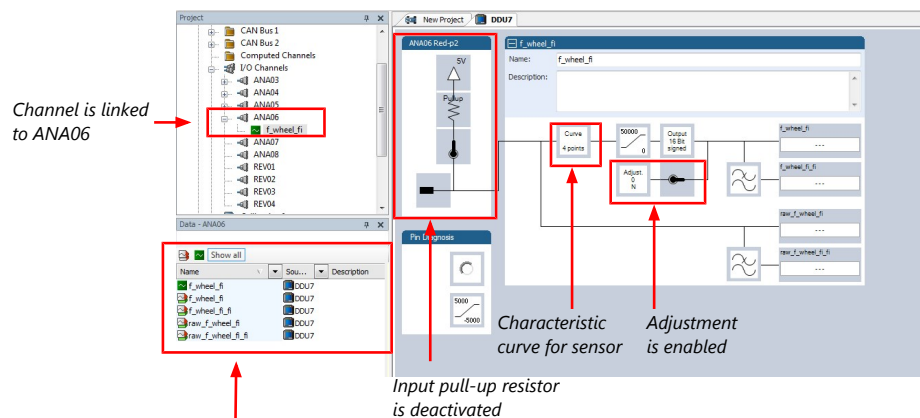 Project
CAN Bus 1
CAN Bus 2
Computed Channels
I/O Channels
ANA03
ANA04
ANA05
ANA06
f_wheel_fi
ANA07
ANA08
REV01
REV02
REV03
REV04
Channel is linked
to ANA06
Data - ANA06
Show all
Name Sou... Description
f_wheel_fi DDU7
f_wheel_fi DDU7
f_wheel_fi_fi DDU7
raw_f_wheel_fi DDU7
raw_f_wheel_fi_fi DDU7
New Project DDU7
ANA06 Red-p2
5V
Pullup
Pin Diagnosis
5000
-5000
f_wheel_fi
Name: f_wheel_fi
Description:
Curve
4 points
50000
0
Output
16 Bit
signed
Adjust.
0
N
f_wheel_fi
---
f_wheel_fi_fi
---
raw_f_wheel_fi
---
raw_f_wheel_fi_fi
---
Characteristic
curve for sensor
Adjustment
is enabled
Input pull-up resistor
is deactivated